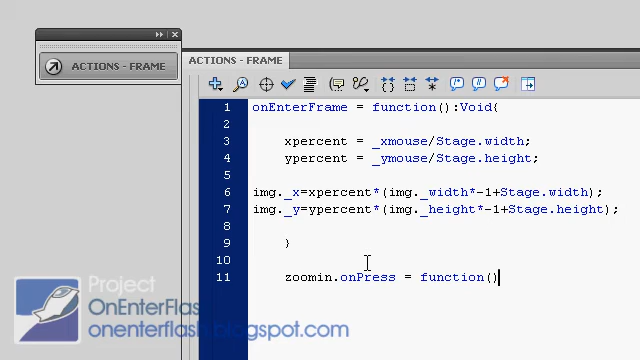 ACTIONS - FRAME
ACTIONS - FRAME
1 onEnterFrame = function():Void{
2
3 xpercent = _xmouse/Stage.width;
4 ypercent = _ymouse/Stage.height;
5
6 img._x=xpercent*(img._width*-1+Stage.width);
7 img._y=ypercent*(img._height*-1+Stage.height);
8
9 }
10
11 zoomin.onPress = function()
Project
OnEnterFlash
onenterflash.blogspot.com